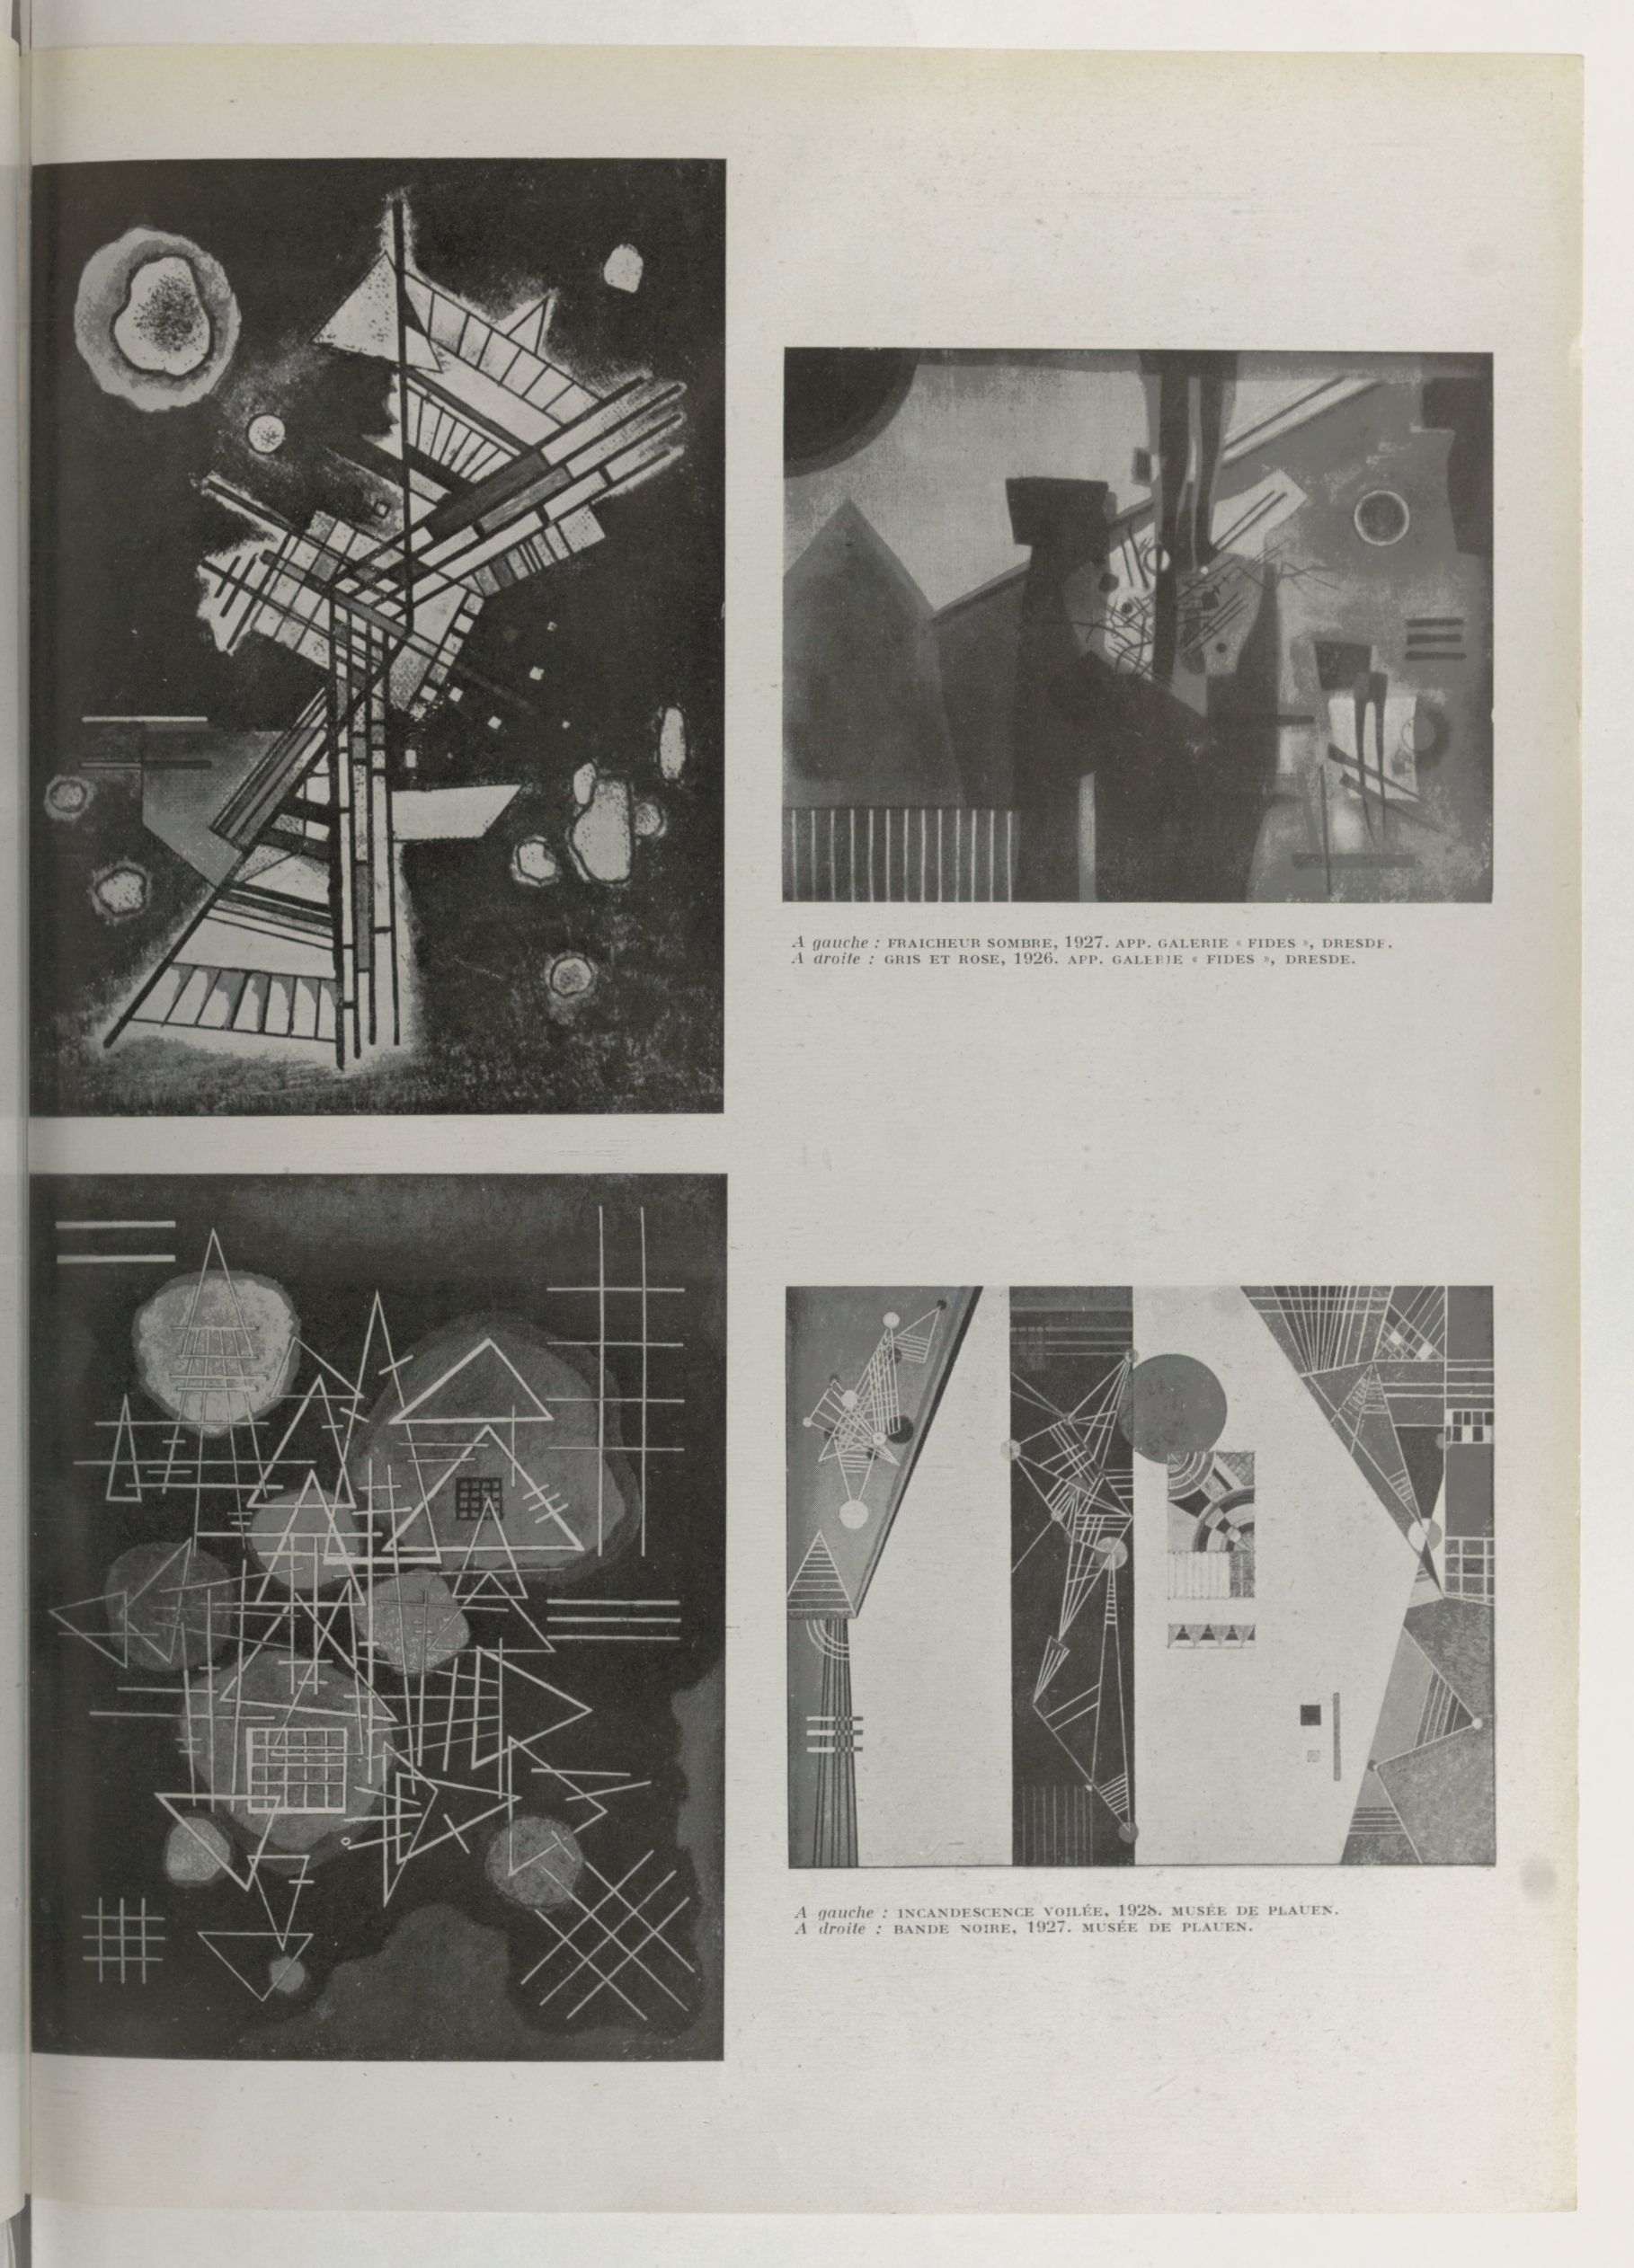 A gauche : FRAICHEUR SOMBRE, 1927. APP. GALERIE « FIDES », DRESDE.
A droite : GRIS ET ROSE, 1926. APP. GALERIE « FIDES », DRESDE.
A gauche : INCANDESCENCE VOILÉE, 1928. MUSÉE DE PLAUEN.
A droite : BANDE NOIRE, 1927. MUSÉE DE PLAUEN.